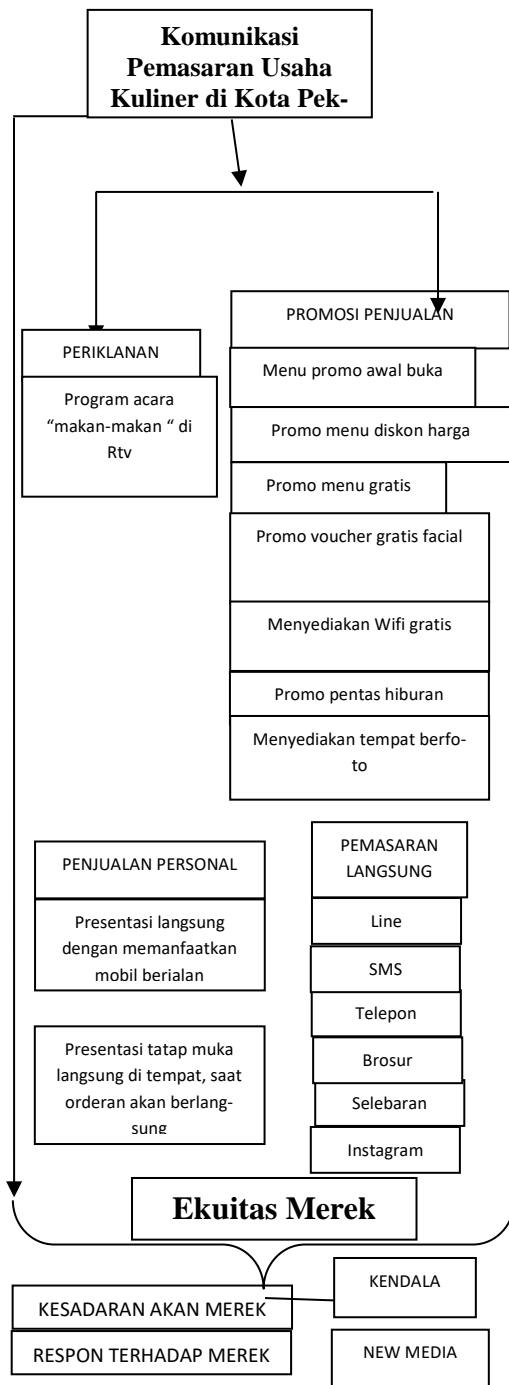 Komunikasi
Pemasaran Usaha
Kuliner di Kota Pek-
PERIKLANAN
Program acara
“makan-makan “ di
Rtv
PROMOSI PENJUALAN
Menu promo awal buka
Promo menu diskon harga
Promo menu gratis
Promo voucher gratis facial
Menyediakan Wifi gratis
Promo pentas hiburan
Menyediakan tempat berfo-
to
PENJUALAN PERSONAL
Presentasi langsung
dengan memanfaatkan
mobil berialan
Presentasi tatap muka
langsung di tempat, saat
orderan akan berlang-
sung
PEMASARAN
LANGSUNG
Line
SMS
Telepon
Brosur
Selebaran
Instagram
Ekuitas Merek
KESADARAN AKAN MEREK
RESPON TERHADAP MEREK
KENDALA
NEW MEDIA